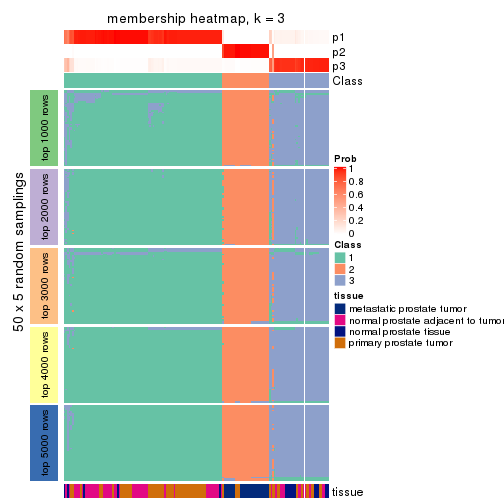 membership heatmap, k = 3
p1
p2
p3
Class
50 x 5 random samplings
top 1000 rows
top 2000 rows
top 3000 rows
top 4000 rows
top 5000 rows
Prob
1
0.8
0.6
0.4
0.2
0
Class
1
2
3
tissue
metastatic prostate tumor
normal prostate adjacent to tumor
normal prostate tissue
primary prostate tumor
tissue